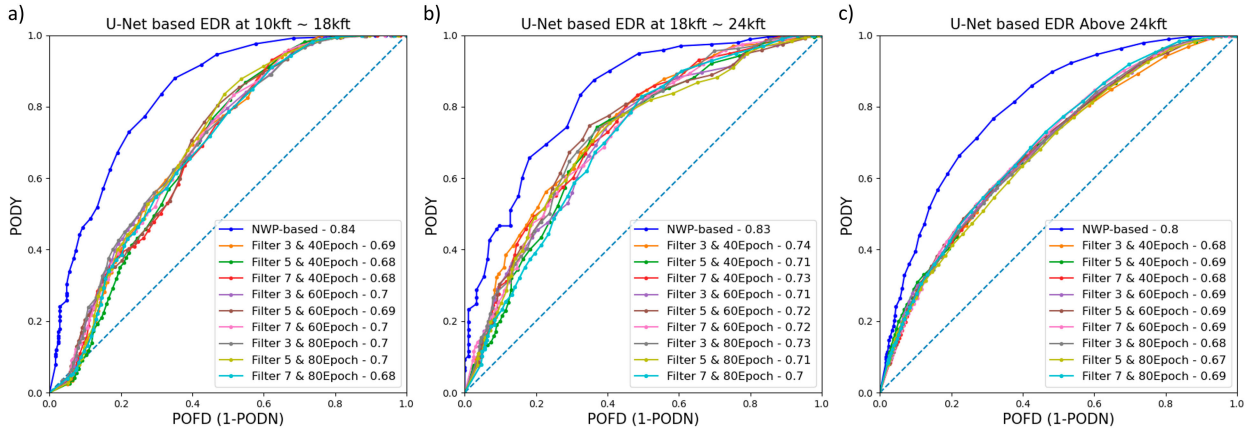 a)
U-Net based EDR at 10kft ~ 18kft
1.0
0.8
0.6
0.4
0.2
0.0
PODY
NWP-based - 0.84
Filter 3 & 40Epoch - 0.69
Filter 5 & 40Epoch - 0.68
Filter 7 & 40Epoch - 0.68
Filter 3 & 60Epoch - 0.7
Filter 5 & 60Epoch - 0.69
Filter 7 & 60Epoch - 0.7
Filter 3 & 80Epoch - 0.7
Filter 5 & 80Epoch - 0.7
Filter 7 & 80Epoch - 0.68
0.0 0.2 0.4 0.6 0.8 1.0
POFD (1-PODN)
b)
U-Net based EDR at 18kft ~ 24kft
1.0
0.8
0.6
0.4
0.2
0.0
PODY
NWP-based - 0.83
Filter 3 & 40Epoch - 0.74
Filter 5 & 40Epoch - 0.71
Filter 7 & 40Epoch - 0.73
Filter 3 & 60Epoch - 0.71
Filter 5 & 60Epoch - 0.72
Filter 7 & 60Epoch - 0.72
Filter 3 & 80Epoch - 0.73
Filter 5 & 80Epoch - 0.71
Filter 7 & 80Epoch - 0.7
0.0 0.2 0.4 0.6 0.8 1.0
POFD (1-PODN)
c)
U-Net based EDR Above 24kft
1.0
0.8
0.6
0.4
0.2
0.0
PODY
NWP-based - 0.8
Filter 3 & 40Epoch - 0.68
Filter 5 & 40Epoch - 0.69
Filter 7 & 40Epoch - 0.68
Filter 3 & 60Epoch - 0.69
Filter 5 & 60Epoch - 0.69
Filter 7 & 60Epoch - 0.69
Filter 3 & 80Epoch - 0.68
Filter 5 & 80Epoch - 0.67
Filter 7 & 80Epoch - 0.69
0.0 0.2 0.4 0.6 0.8 1.0
POFD (1-PODN)